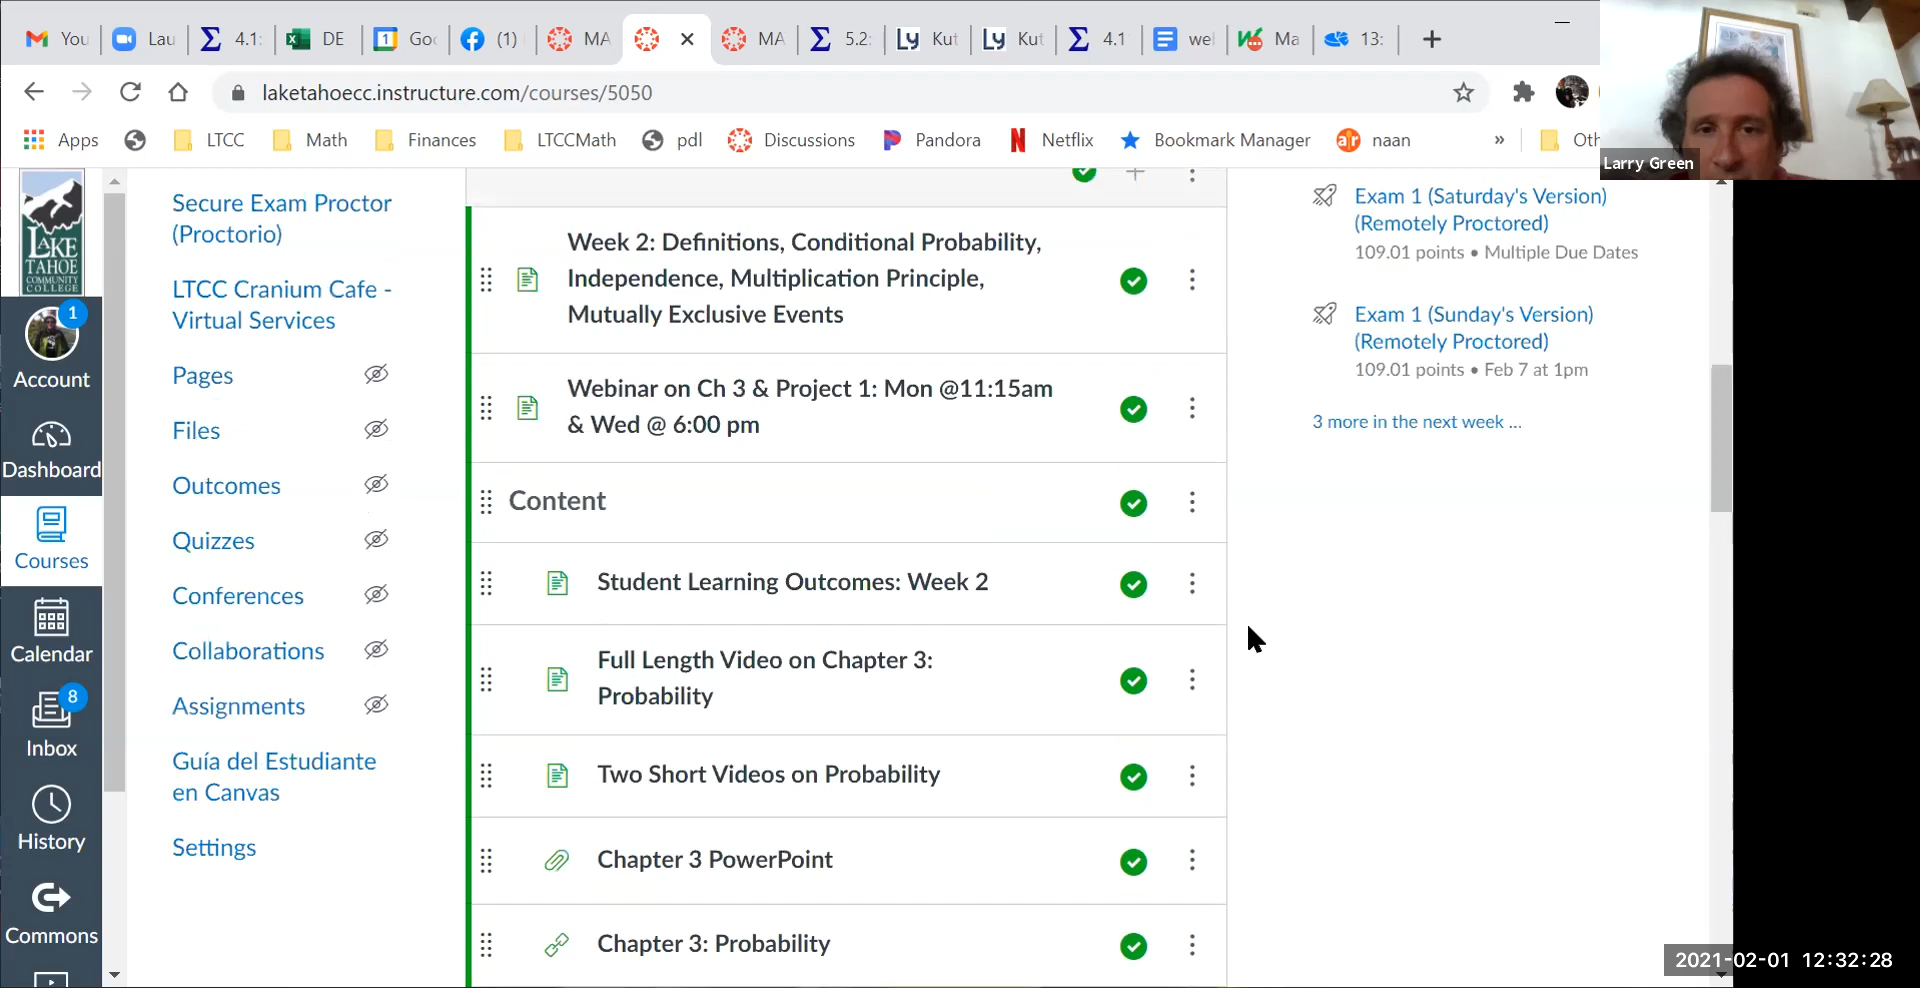 You
Lau
4.1:
DE
1
Goo
(1)
MA
MA
5.2:
Ly
Kut
Ly
Kut
4.1
we
Ma
13:
laketahoecc.instructure.com/courses/5050
Apps
LTCC
Math
Finances
LTCCMath
pdl
Discussions
Pandora
Netflix
Bookmark Manager
ar
naan
»
Oth
Larry Green
LAKE
TAHOE
COMMUNITY
COLLEGE
1
Account
Dashboard
Courses
Calendar
8
Inbox
History
Commons
Secure Exam Proctor
(Proctorio)
LTCC Cranium Cafe -
Virtual Services
Pages
Files
Outcomes
Quizzes
Conferences
Collaborations
Assignments
Guía del Estudiante
en Canvas
Settings
Week 2: Definitions, Conditional Probability,
Independence, Multiplication Principle,
Mutually Exclusive Events
Webinar on Ch 3 & Project 1: Mon @11:15am
& Wed @ 6:00 pm
Content
Student Learning Outcomes: Week 2
Full Length Video on Chapter 3:
Probability
Two Short Videos on Probability
Chapter 3 PowerPoint
Chapter 3: Probability
Exam 1 (Saturday's Version)
(Remotely Proctored)
109.01 points • Multiple Due Dates
Exam 1 (Sunday's Version)
(Remotely Proctored)
109.01 points • Feb 7 at 1pm
3 more in the next week ...
2021-02-01 12:32:28